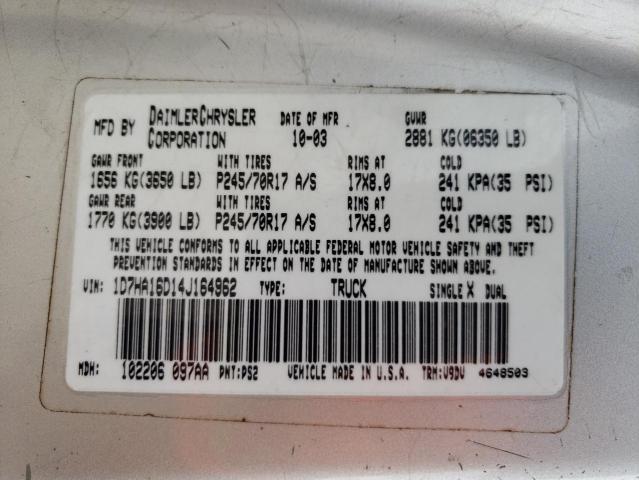 MFD BY DAIMLERCHRYSLER CORPORATION DATE OF MFR 10-03 GVWR 2881 KG(06350 LB)
GAWR FRONT WITH TIRES RIMS AT COLD
1656 KG(3650 LB) P245/70R17 A/S 17X8.0 241 KPA(35 PSI)
GAWR REAR WITH TIRES RIMS AT COLD
1770 KG(3900 LB) P245/70R17 A/S 17X8.0 241 KPA(35 PSI)
THIS VEHICLE CONFORMS TO ALL APPLICABLE FEDERAL MOTOR VEHICLE SAFETY AND THEFT
PREVENTION STANDARDS IN EFFECT ON THE DATE OF MANUFACTURE SHOWN ABOVE.
VIN: 1D7HA16D14J164962 TYPE: TRUCK SINGLE X DUAL
MDH: 102206 097AA PNT:PS2 VEHICLE MADE IN U.S.A. TRM:V9DV 4648503